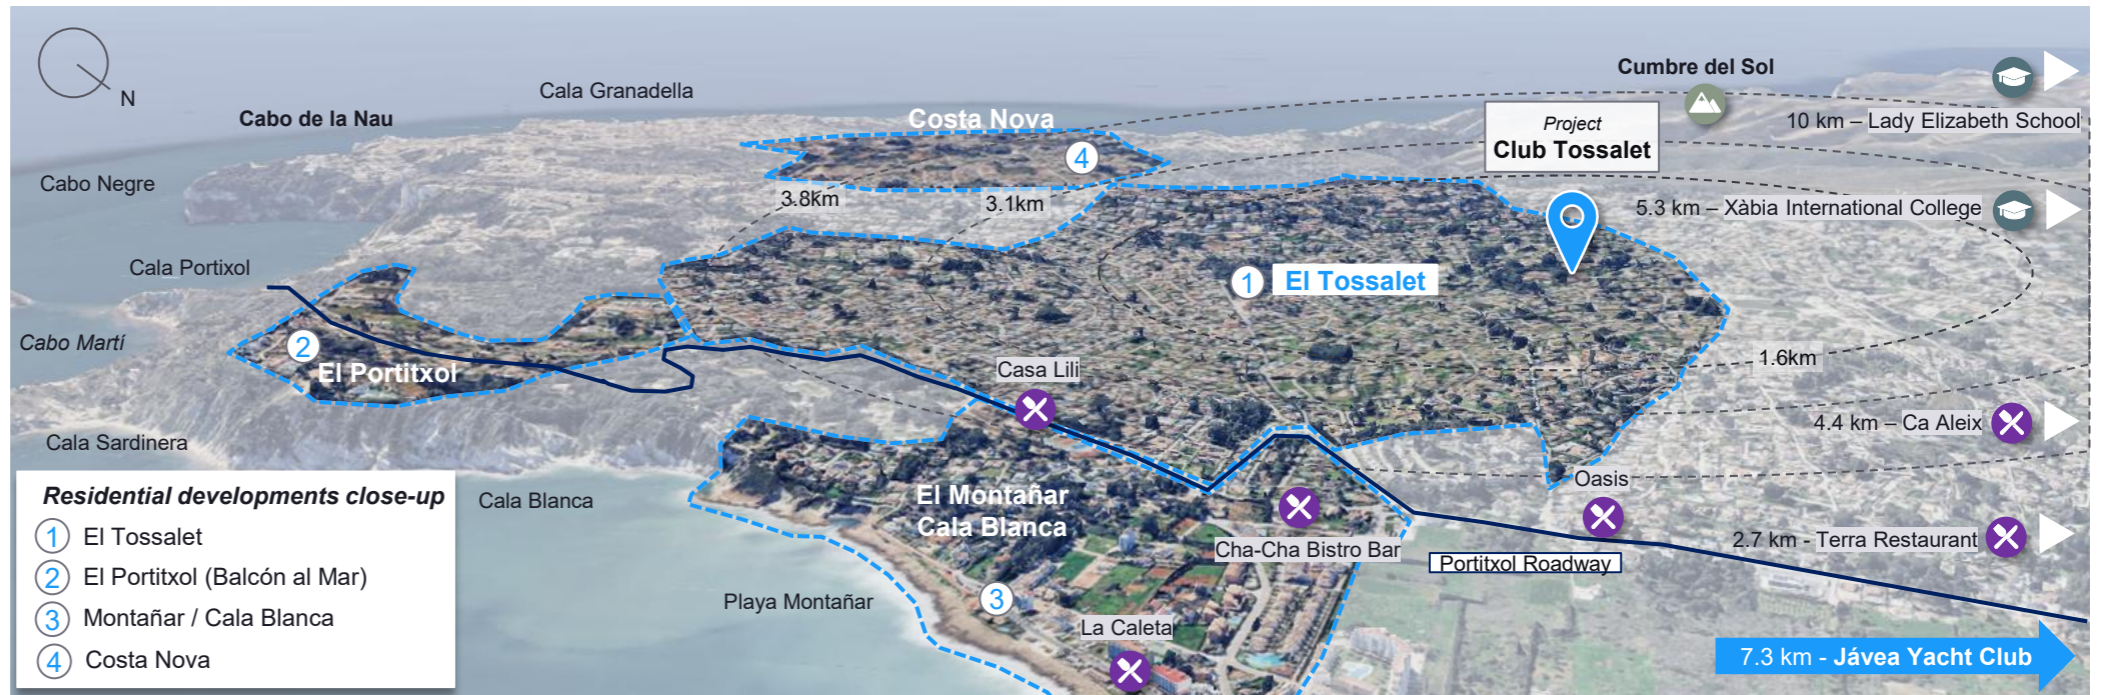 N
Cabo de la Nau
Cala Granadella
Costa Nova
4
Cumbre del Sol
Project
Club Tossalet
10 km – Lady Elizabeth School
Cabo Negre
3.8km
3.1km
5.3 km – Xàbia International College
Cala Portixol
1
El Tossalet
Cabo Martí
2
El Portitxol
1.6km
Casa Lili
4.4 km – Ca Aleix
Cala Sardinera
Cala Blanca
El Montañar
Cala Blanca
Oasis
Cha-Cha Bistro Bar
Portitxol Roadway
2.7 km - Terra Restaurant
Playa Montañar
3
La Caleta
7.3 km - Jávea Yacht Club
Residential developments close-up
1 El Tossalet
2 El Portitxol (Balcón al Mar)
3 Montañar / Cala Blanca
4 Costa Nova